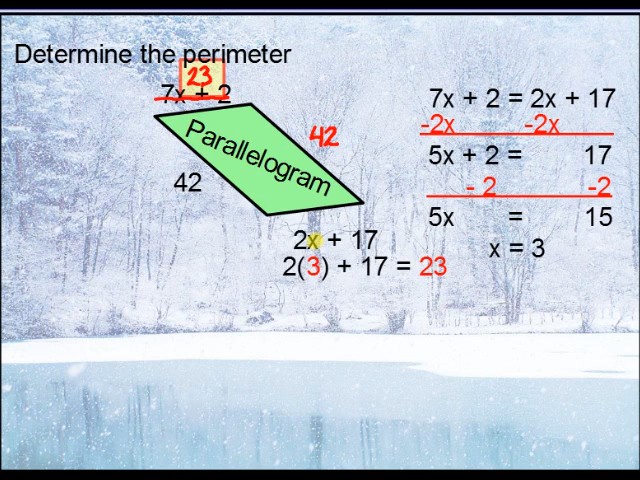 Determine the perimeter
23
7x + 2
Parallelogram
42
42
2x + 17
2(3) + 17 = 23
7x + 2 = 2x + 17
-2x -2x
5x + 2 = 17
- 2 -2
5x = 15
x = 3